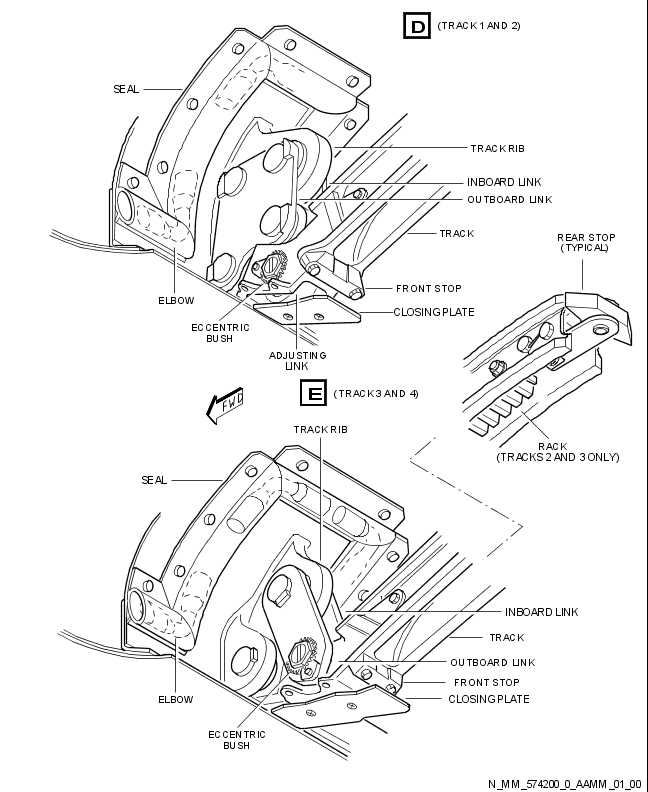 D (TRACK 1 AND 2)
SEAL
TRACK RIB
INBOARD LINK
OUTBOARD LINK
TRACK
REAR STOP
(TYPICAL)
FRONT STOP
CLOSING PLATE
ELBOW
ECCENTRIC
BUSH
ADJUSTING
LINK
FWD
E (TRACK 3 AND 4)
TRACK RIB
RACK
(TRACKS 2 AND 3 ONLY)
SEAL
INBOARD LINK
TRACK
OUTBOARD LINK
FRONT STOP
CLOSING PLATE
ELBOW
ECCENTRIC
BUSH
N_MM_574200_0_AAMM_01_00